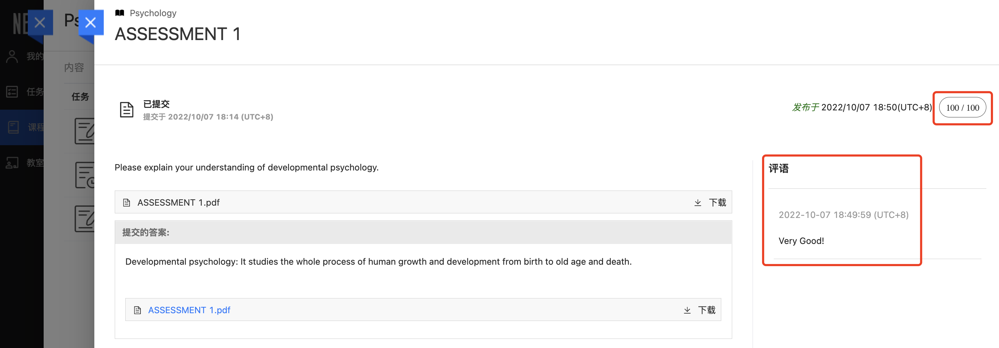 Psychology
ASSESSMENT 1
NE
Ps
我的
内容
任务
任务
课程
教室
已提交
提交于 2022/10/07 18:14 (UTC+8)
发布于 2022/10/07 18:50(UTC+8)
100 / 100
Please explain your understanding of developmental psychology.
ASSESSMENT 1.pdf
下载
提交的答案:
Developmental psychology: It studies the whole process of human growth and development from birth to old age and death.
ASSESSMENT 1.pdf
下载
评语
2022-10-07 18:49:59 (UTC+8)
Very Good!